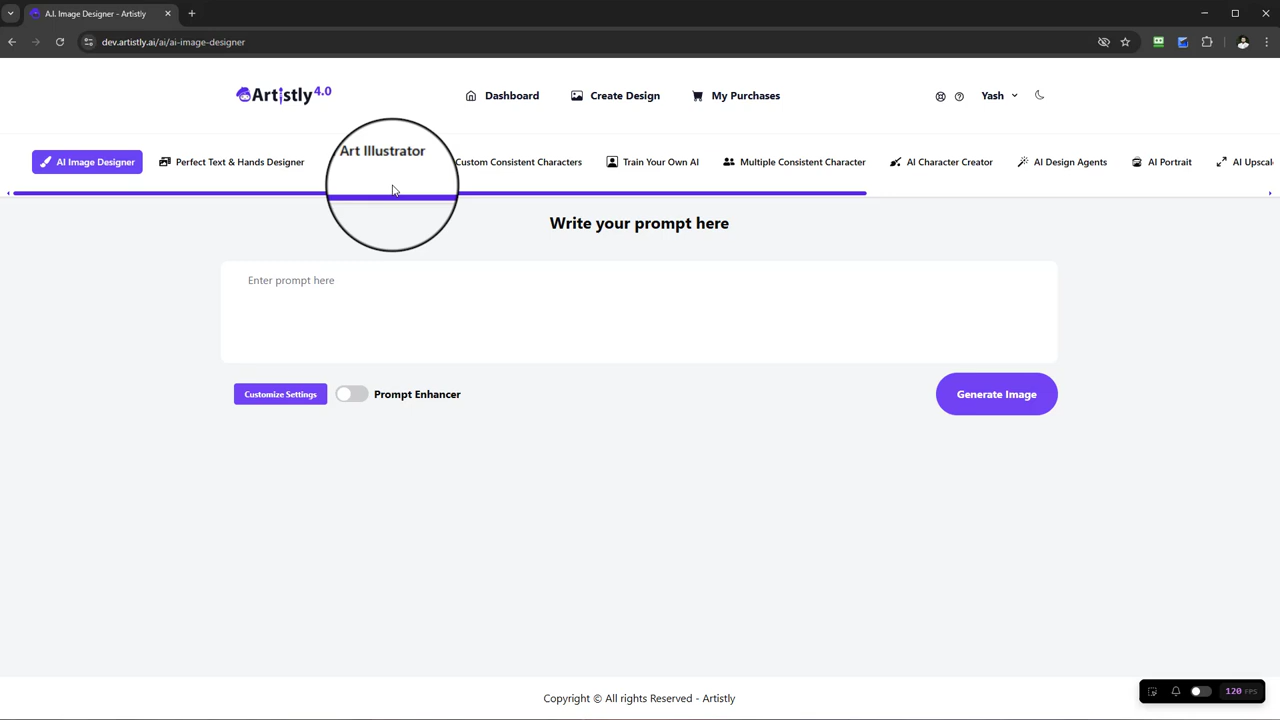 A.I. Image Designer - Artistly
dev.artistly.ai/ai/ai-image-designer
Artistly 4.0
Dashboard
Create Design
My Purchases
Yash
AI Image Designer
Perfect Text & Hands Designer
Art Illustrator
Custom Consistent Characters
Train Your Own AI
Multiple Consistent Character
AI Character Creator
AI Design Agents
AI Portrait
AI Upscal
Write your prompt here
Enter prompt here
Customize Settings
Prompt Enhancer
Generate Image
Copyright © All rights Reserved - Artistly
120 FPS